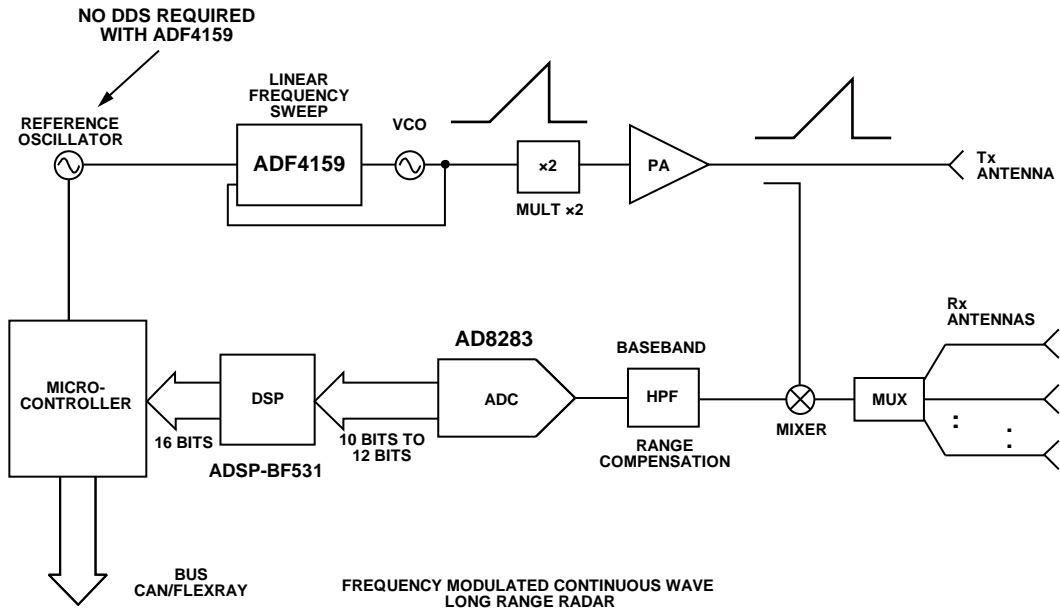 NO DDS REQUIRED
WITH ADF4159
LINEAR
FREQUENCY
SWEEP
REFERENCE
OSCILLATOR
VCO
ADF4159
×2
PA
MULT ×2
Tx
ANTENNA
Rx
ANTENNAS
AD8283
BASEBAND
MICRO-
CONTROLLER
DSP
ADC
HPF
MUX
MIXER
16 BITS
10 BITS TO
12 BITS
RANGE
COMPENSATION
ADSP-BF531
BUS
CAN/FLEXRAY
FREQUENCY MODULATED CONTINUOUS WAVE
LONG RANGE RADAR